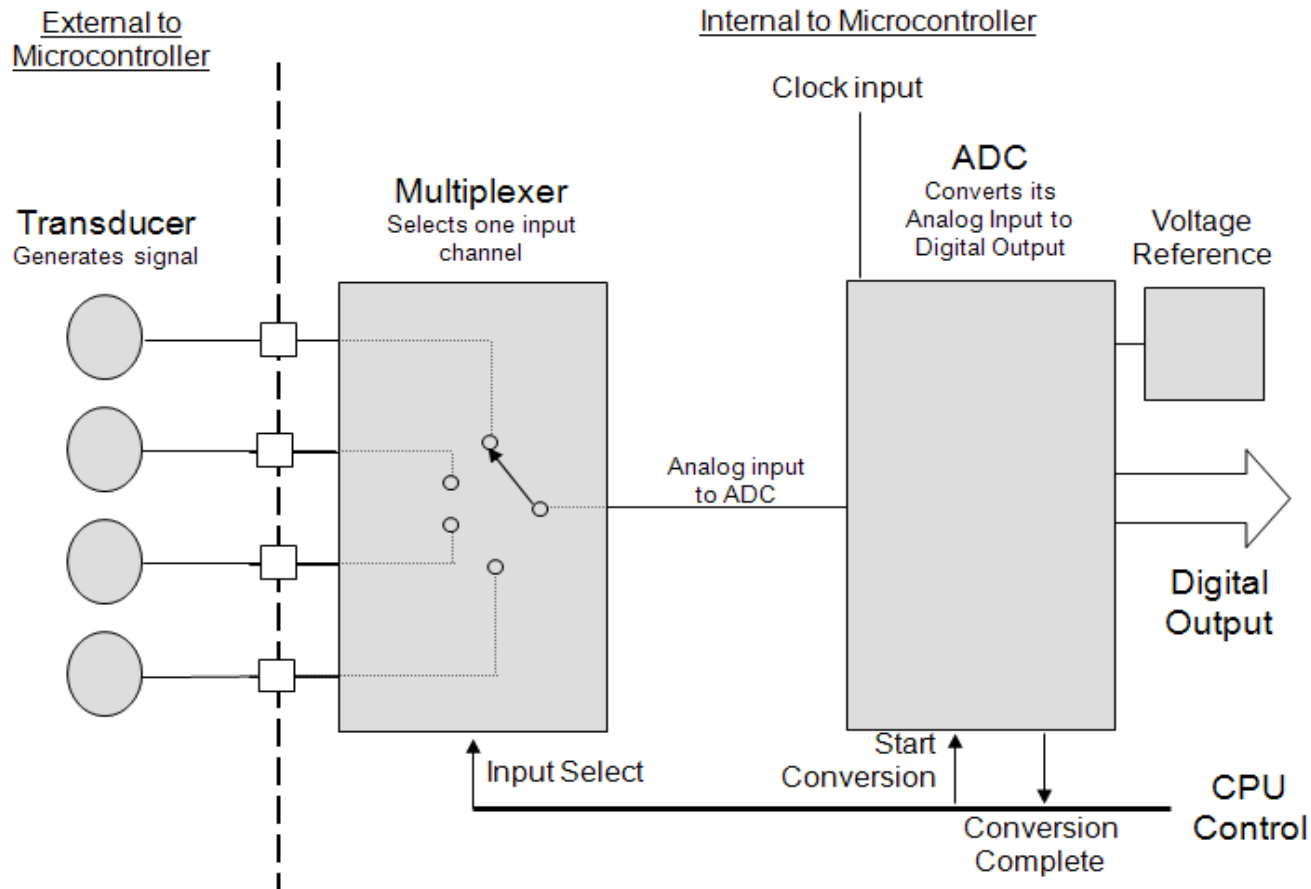 External to
Microcontroller
Internal to Microcontroller
Clock input
ADC
Converts its
Analog Input to
Digital Output
Multiplexer
Selects one input
channel
Transducer
Generates signal
Voltage
Reference
Analog input
to ADC
Digital
Output
Input Select
Start
Conversion
CPU
Control
Conversion
Complete